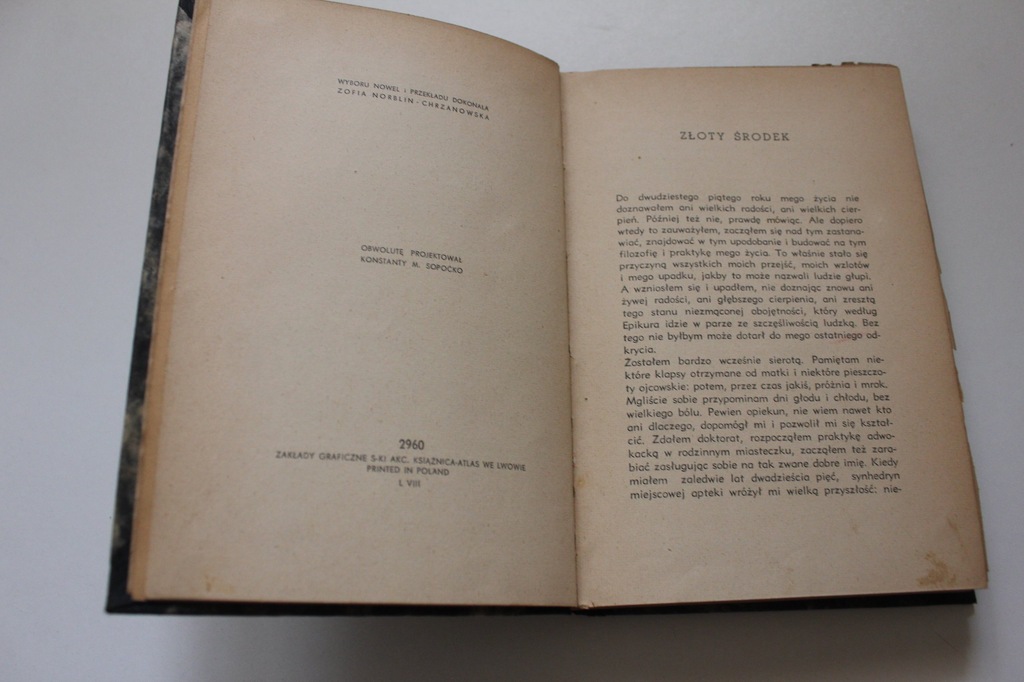 WYBORU NOWEL i PRZEKŁADU DOKONAŁA
ZOFIA NORBLIN-CHRZANOWSKA
OBWOLUTĘ PROJEKTOWAŁ
KONSTANTY M. SOPOĆKO
2960
ZAKŁADY GRAFICZNE S-KI AKC. KSIĄŻNICA-ATLAS WE LWOWIE
PRINTED IN POLAND
L VIII
ZŁOTY ŚRODEK
Do dwudziestego piątego roku mego życia nie
doznawałem ani wielkich radości, ani wielkich cier-
pień. Później też nie, prawdę mówiąc. Ale dopiero
wtedy to zauważyłem, zacząłem się nad tym zastana-
wiać, znajdować w tym upodobanie i budować na tym
filozofię i praktykę mego życia. To właśnie stało się
przyczyną wszystkich moich przejść, moich wzlotów
i mego upadku, jakby to może nazwali ludzie głupi.
A wzniosłem się i upadłem, nie doznając znowu ani
żywej radości, ani głębszego cierpienia, ani zresztą
tego stanu niezmąconej obojętności, który według
Epikura idzie w parze ze szczęśliwością ludzką. Bez
tego nie byłbym może dotarł do mego ostatniego od-
krycia.
Zostałem bardzo wcześnie sierotą. Pamiętam nie-
które klapsy otrzymane od matki i niektóre pieszczo-
ty ojcowskie: potem, przez czas jakiś, próżnia i mrok.
Mgliście sobie przypominam dni głodu i chłodu, bez
wielkiego bólu. Pewien opiekun, nie wiem nawet kto
ani dlaczego, dopomógł mi i pozwolił mi się kształ-
cić. Zdałem doktorat, rozpocząłem praktykę adwo-
kacką w rodzinnym miasteczku, zacząłem też zara-
biać zasługując sobie na tak zwane dobre imię. Kiedy
miałem zaledwie lat dwadzieścia pięć, synhedryn
miejscowej apteki wróżył mi wielką przyszłość: nie-